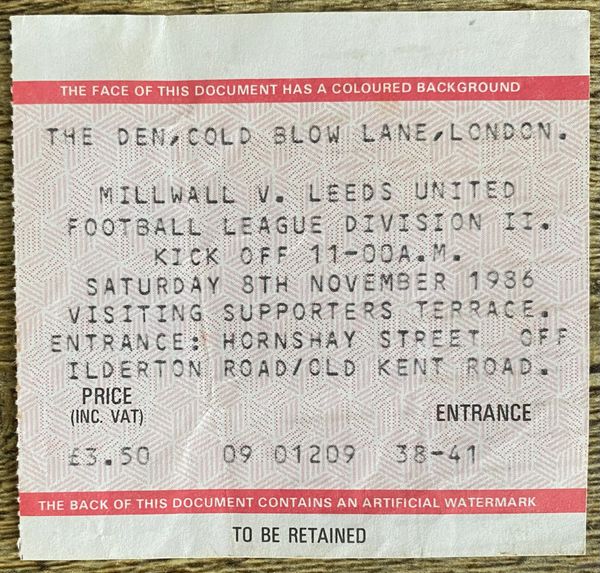 THE FACE OF THIS DOCUMENT HAS A COLOURED BACKGROUND
THE DEN, COLD BLOW LANE, LONDON.
MILLWALL V. LEEDS UNITED
FOOTBALL LEAGUE DIVISION II.
KICK OFF 11-00A.M.
SATURDAY 8TH NOVEMBER 1986
VISITING SUPPORTERS TERRACE.
ENTRANCE: HORNSHAY STREET OFF
ILDERTON ROAD/OLD KENT ROAD.
PRICE
(INC. VAT) ENTRANCE
£3.50 09 01209 38-41
THE BACK OF THIS DOCUMENT CONTAINS AN ARTIFICIAL WATERMARK
TO BE RETAINED